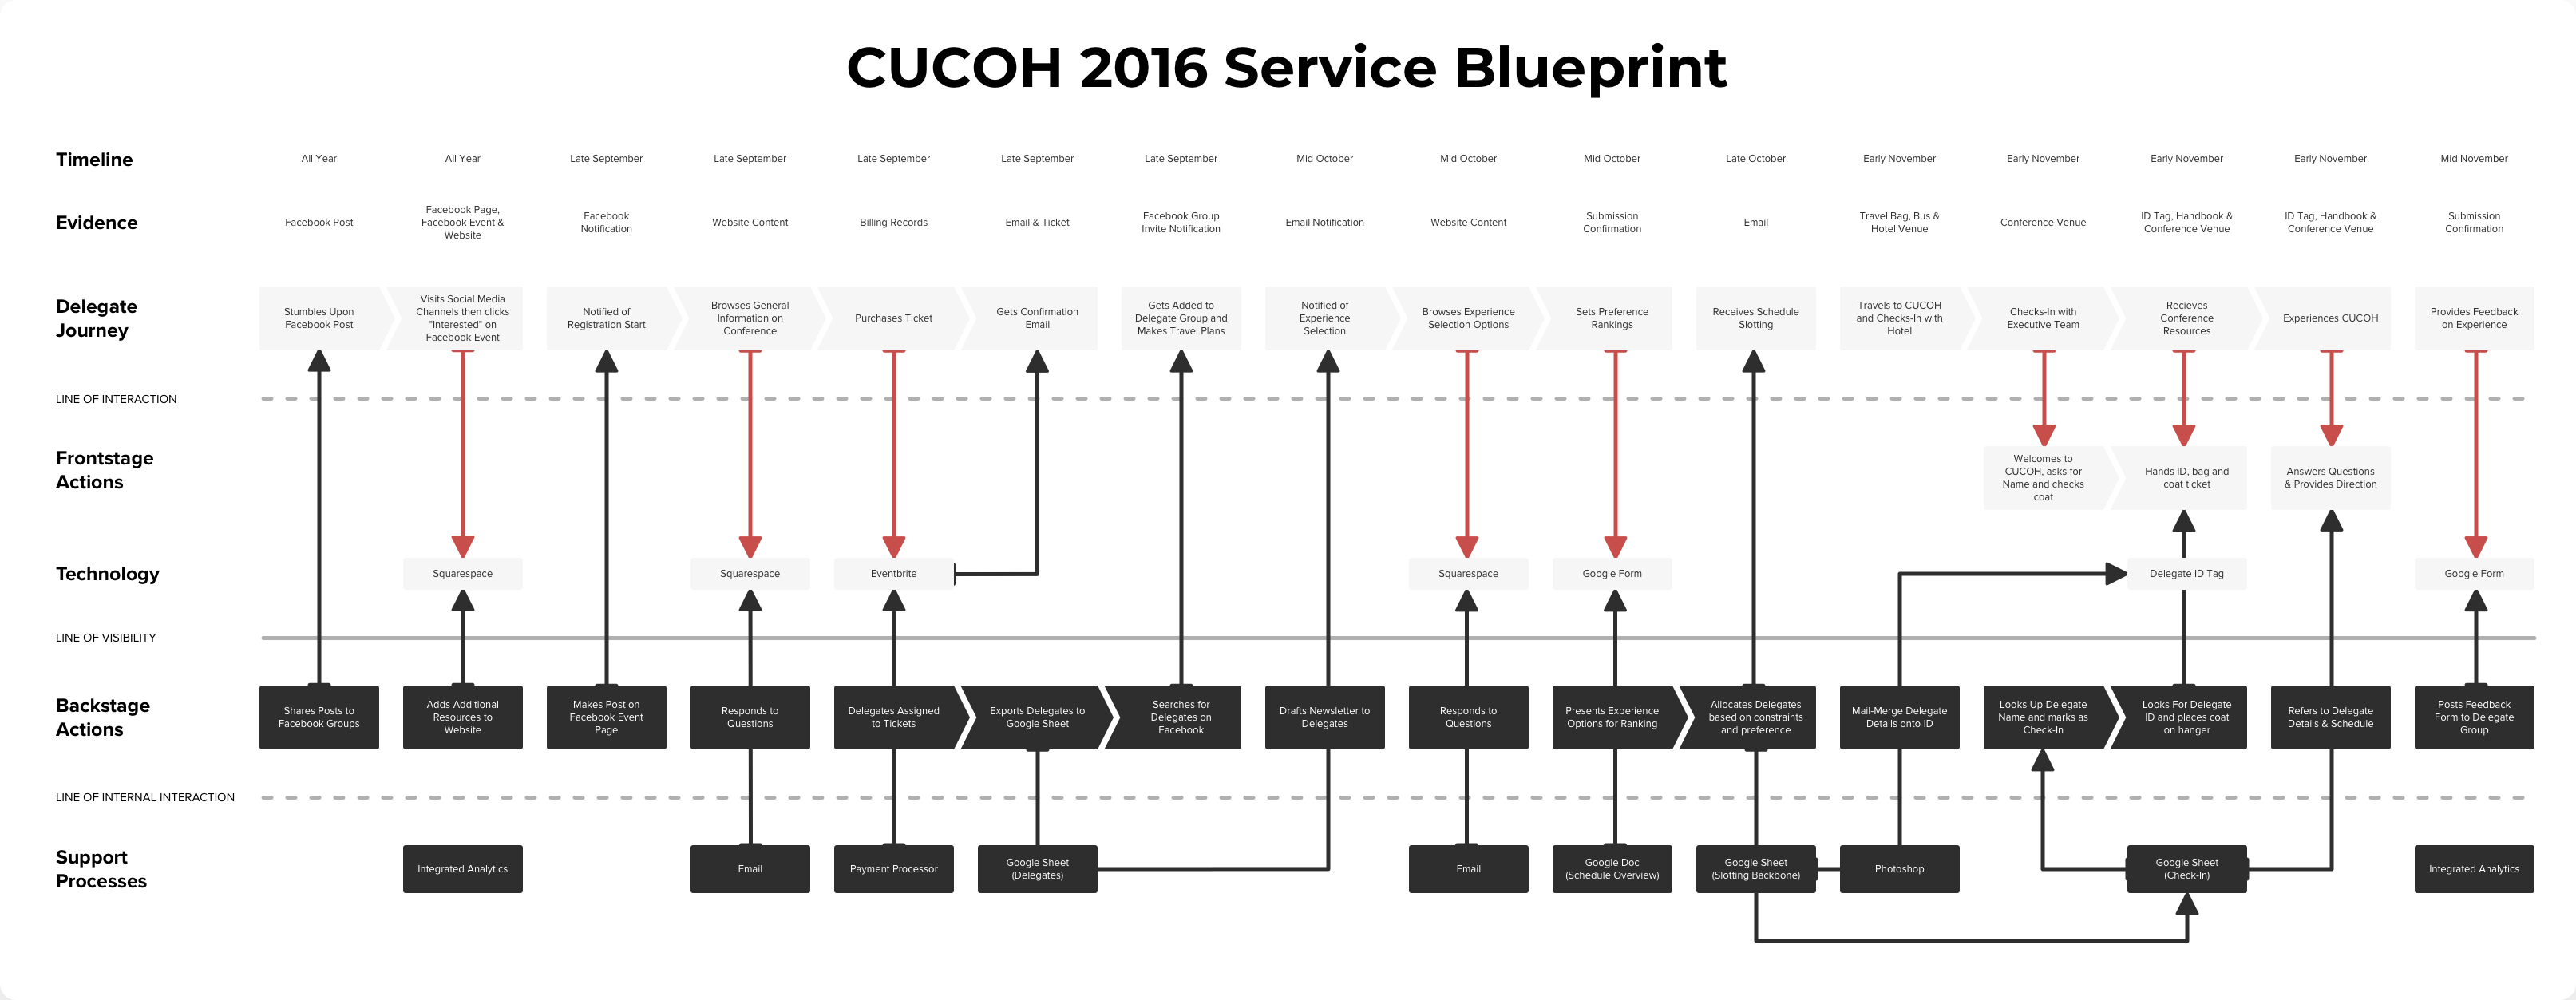 CUCOH 2016 Service Blueprint
Timeline
All Year
All Year
Late September
Late September
Late September
Late September
Late September
Mid October
Mid October
Mid October
Late October
Early November
Early November
Early November
Early November
Mid November
Evidence
Facebook Post
Facebook Page,
Facebook Event &
Website
Facebook
Notification
Website Content
Billing Records
Email & Ticket
Facebook Group
Invite Notification
Email Notification
Website Content
Submission
Confirmation
Email
Travel Bag, Bus &
Hotel Venue
Conference Venue
ID Tag, Handbook &
Conference Venue
ID Tag, Handbook &
Conference Venue
Submission
Confirmation
Delegate
Journey
Stumbles Upon
Facebook Post
Visits Social Media
Channels then clicks
"Interested" on
Facebook Event
Notified of
Registration Start
Browses General
Information on
Conference
Purchases Ticket
Gets Confirmation
Email
Gets Added to
Delegate Group and
Makes Travel Plans
Notified of
Experience
Selection
Browses Experience
Selection Options
Sets Preference
Rankings
Receives Schedule
Slotting
Travels to CUCOH
and Checks-In with
Hotel
Checks-In with
Executive Team
Recieves
Conference
Resources
Experiences CUCOH
Provides Feedback
on Experience
LINE OF INTERACTION
Frontstage
Actions
Welcomes to
CUCOH, asks for
Name and checks
coat
Hands ID, bag and
coat ticket
Answers Questions
& Provides Direction
Technology
Squarespace
Squarespace
Eventbrite
Squarespace
Google Form
Delegate ID Tag
Google Form
LINE OF VISIBILITY
Backstage
Actions
Shares Posts to
Facebook Groups
Adds Additional
Resources to
Website
Makes Post on
Facebook Event
Page
Responds to
Questions
Delegates Assigned
to Tickets
Exports Delegates to
Google Sheet
Searches for
Delegates on
Facebook
Drafts Newsletter to
Delegates
Responds to
Questions
Presents Experience
Options for Ranking
Allocates Delegates
based on constraints
and preference
Mail-Merge Delegate
Details onto ID
Looks Up Delegate
Name and marks as
Check-In
Looks For Delegate
ID and places coat
on hanger
Refers to Delegate
Details & Schedule
Posts Feedback
Form to Delegate
Group
LINE OF INTERNAL INTERACTION
Support
Processes
Integrated Analytics
Email
Payment Processor
Google Sheet
(Delegates)
Email
Google Doc
(Schedule Overview)
Google Sheet
(Slotting Backbone)
Photoshop
Google Sheet
(Check-In)
Integrated Analytics